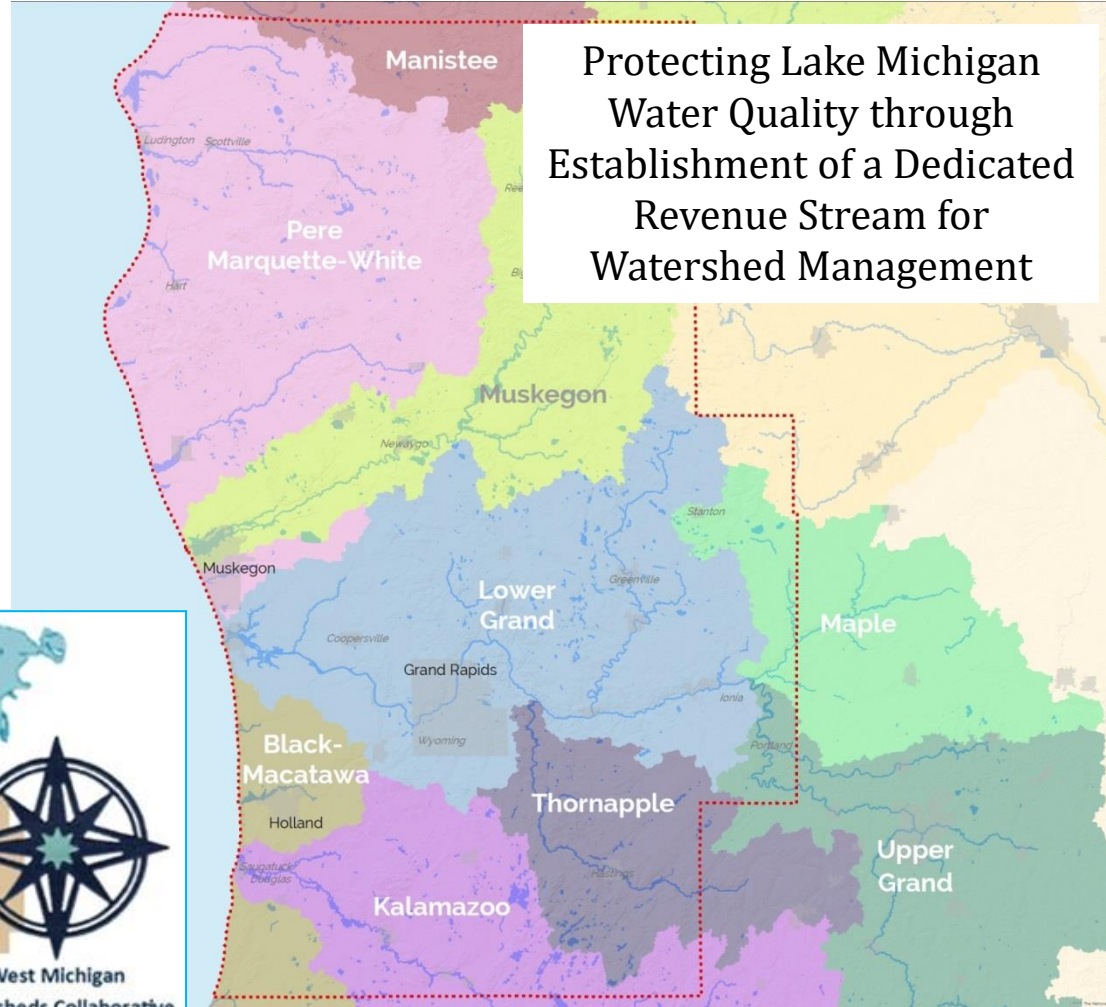 Manistee
Protecting Lake Michigan
Water Quality through
Establishment of a Dedicated
Revenue Stream for
Watershed Management
Ludington Scottville
Pere
Marquette-White
Hart
Muskegon
Newaygo
Stanton
Muskegon
Lower
Grand
Greenville
Maple
Coopersville
Grand Rapids
Ionia
Wyoming
Portland
Black-
Macatawa
Thornapple
Holland
Upper
Grand
Saugatuck
Douglas
Hastings
Kalamazoo
West Michigan
Collaborative